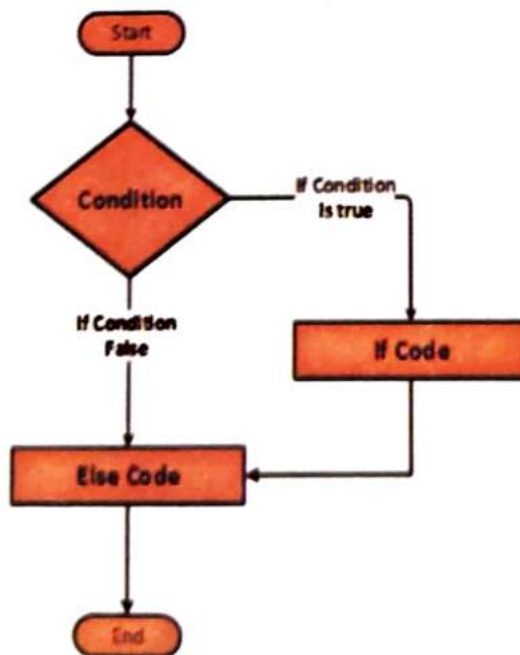 Start
Condition
If Condition
Is true
If Condition
False
If Code
Else Code
End